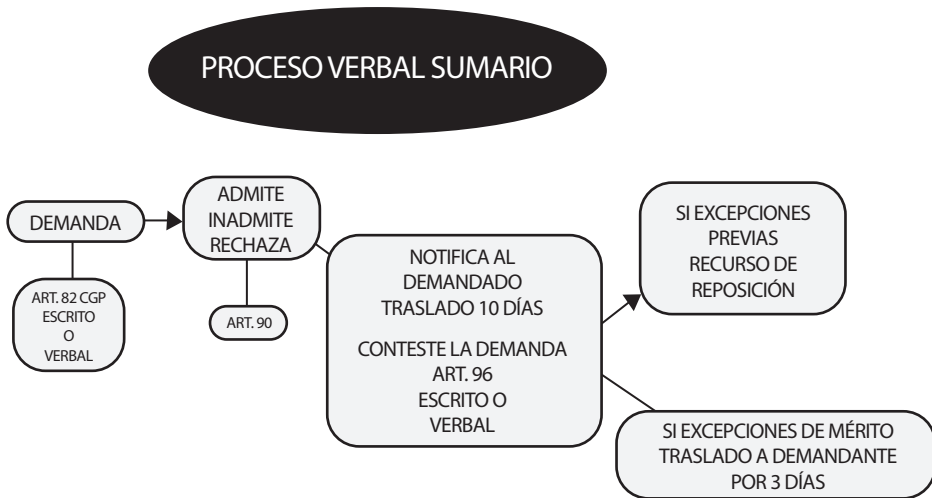 PROCESO VERBAL SUMARIO
DEMANDA
ART. 82 CGP
ESCRITO
O
VERBAL
ADMITE
INADMITE
RECHAZA
ART. 90
NOTIFICA AL
DEMANDADO
TRASLADO 10 DÍAS
CONTESTE LA DEMANDA
ART. 96
ESCRITO O
VERBAL
SI EXCEPCIONES
PREVIAS
RECURSO DE
REPOSICIÓN
SI EXCEPCIONES DE MÉRITO
TRASLADO A DEMANDANTE
POR 3 DÍAS